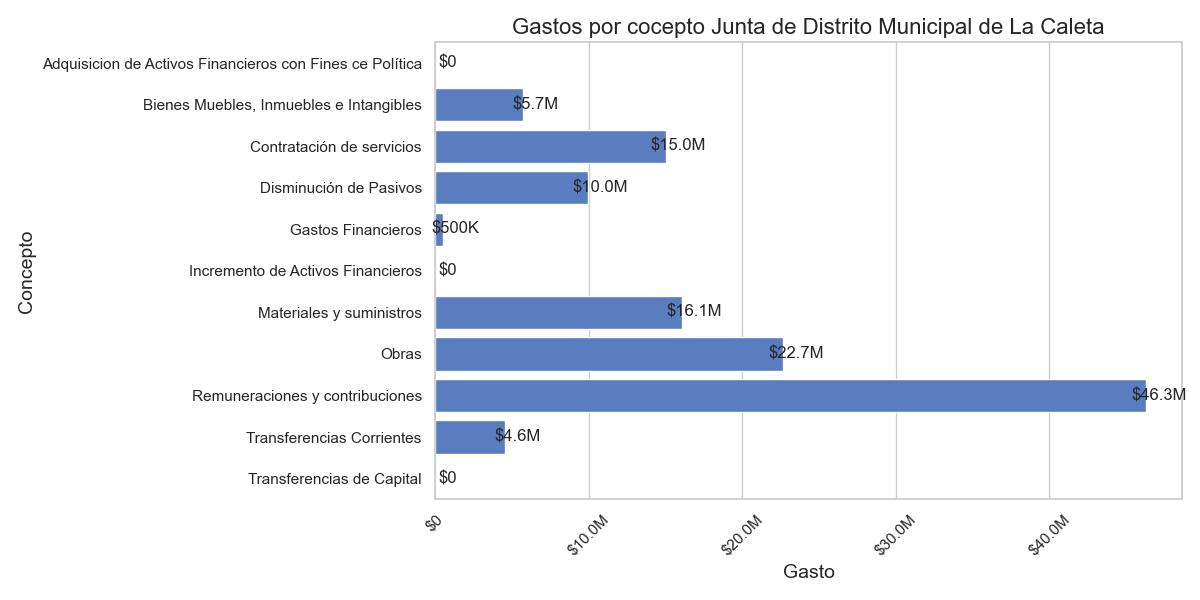 Gastos por cocepto Junta de Distrito Municipal de La Caleta
Adquisicion de Activos Financieros con Fines ce Política $0
Bienes Muebles, Inmuebles e Intangibles $5.7M
Contratación de servicios $15.0M
Disminución de Pasivos $10.0M
Gastos Financieros $500K
Incremento de Activos Financieros $0
Materiales y suministros $16.1M
Obras $22.7M
Remuneraciones y contribuciones $46.3M
Transferencias Corrientes $4.6M
Transferencias de Capital $0
Concepto
$0 $10.0M $20.0M $30.0M $40.0M
Gasto